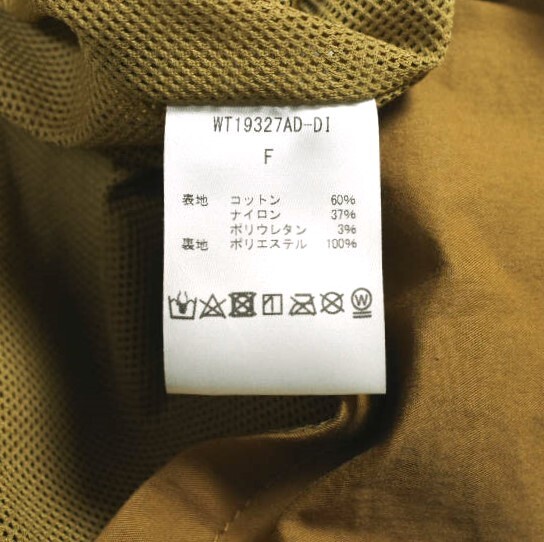 WT19327AD-DI
F
表地 コットン 60%
ナイロン 37%
ポリウレタン 3%
裏地 ポリエステル 100%
W